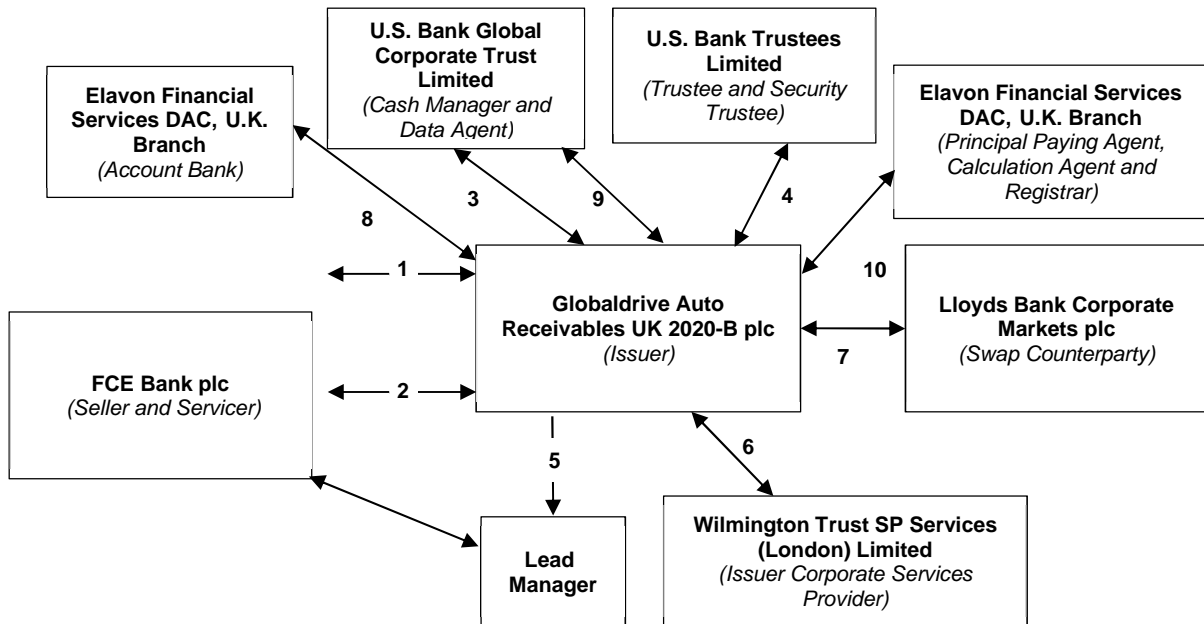 U.S. Bank Global
Corporate Trust
Limited
(Cash Manager and
Data Agent)
U.S. Bank Trustees
Limited
(Trustee and Security
Trustee)
Elavon Financial
Services DAC, U.K.
Branch
(Account Bank)
Elavon Financial Services
DAC, U.K. Branch
(Principal Paying Agent,
Calculation Agent and
Registrar)
8
3
9
4
10
1
Globaldrive Auto
Receivables UK 2020-B plc
(Issuer)
Lloyds Bank Corporate
Markets plc
(Swap Counterparty)
7
FCE Bank plc
(Seller and Servicer)
2
5
6
Lead
Manager
Wilmington Trust SP Services
(London) Limited
(Issuer Corporate Services
Provider)